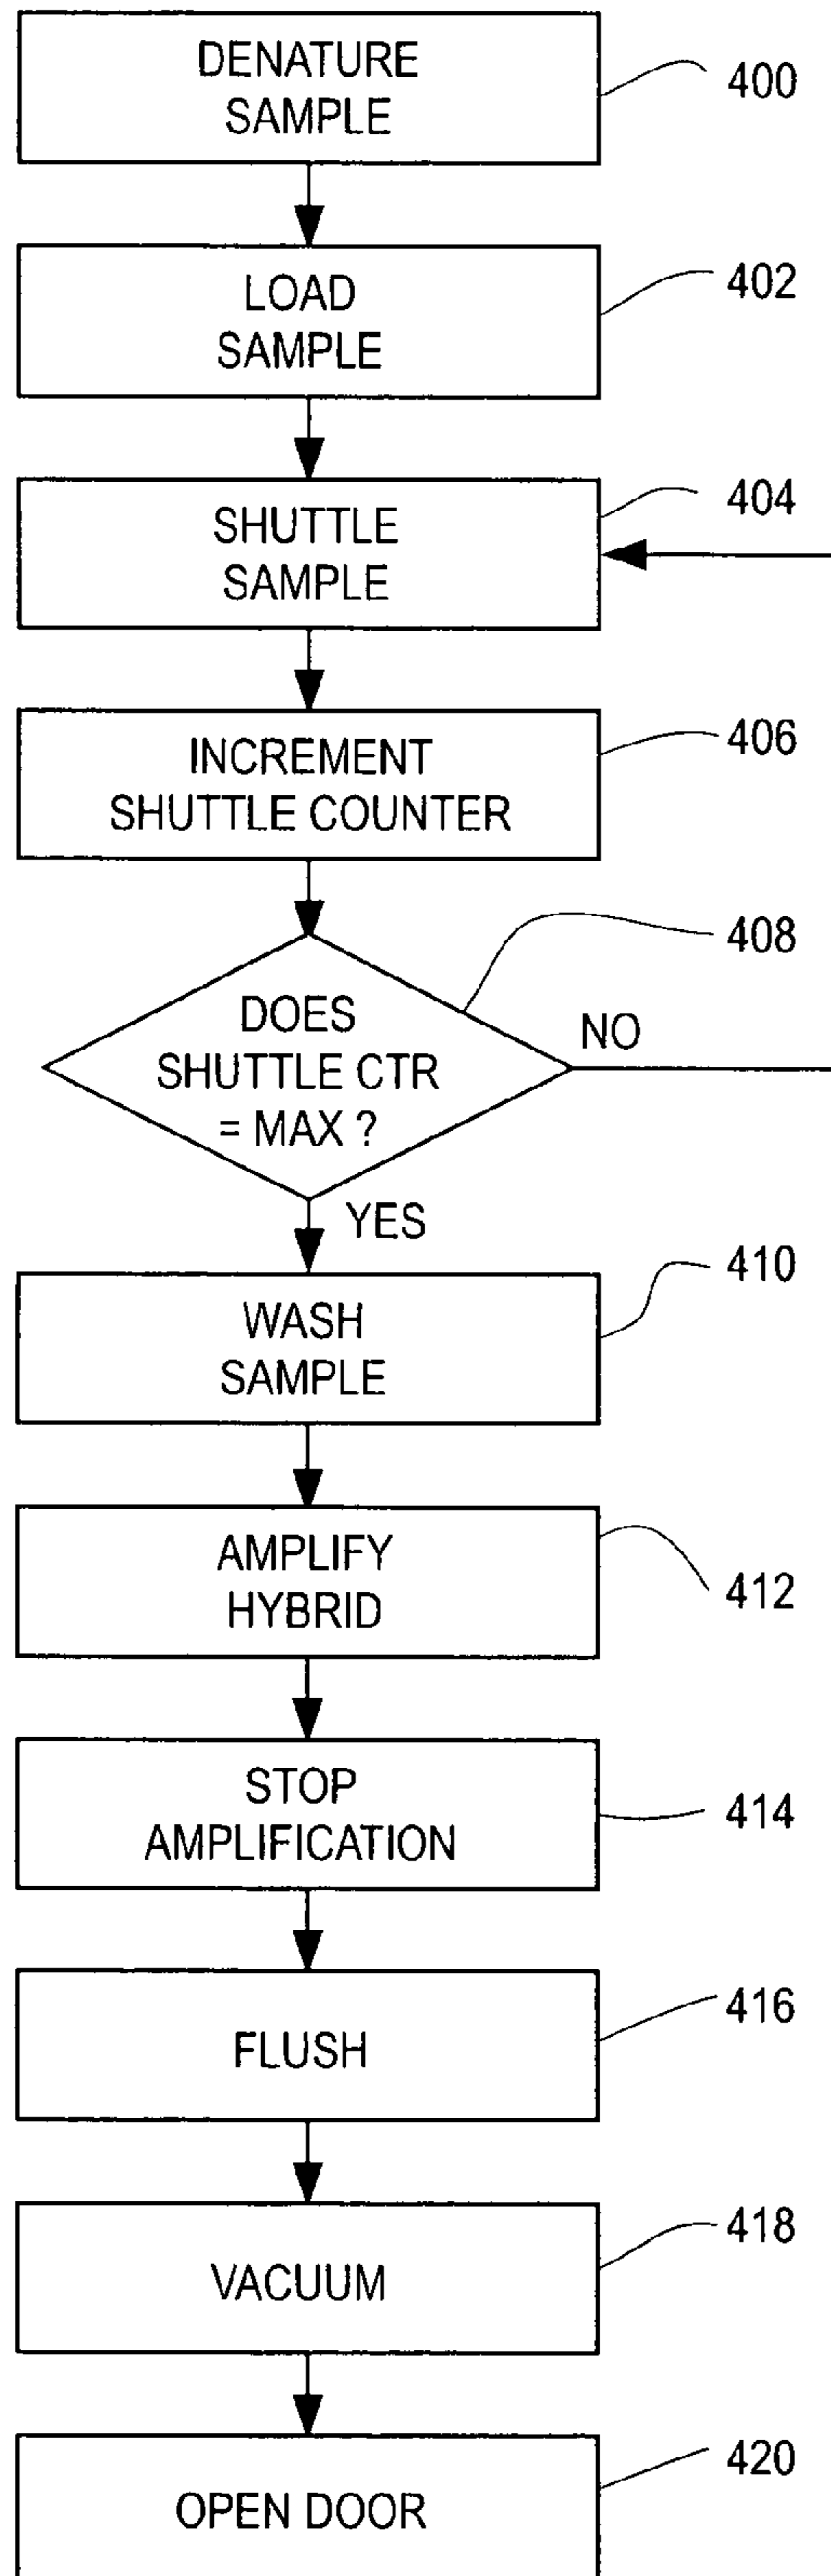 DENATURE
SAMPLE
400
LOAD
SAMPLE
402
SHUTTLE
SAMPLE
404
INCREMENT
SHUTTLE COUNTER
406
DOES
SHUTTLE CTR
= MAX ?
408
NO
YES
WASH
SAMPLE
410
AMPLIFY
HYBRID
412
STOP
AMPLIFICATION
414
FLUSH
416
VACUUM
418
OPEN DOOR
420